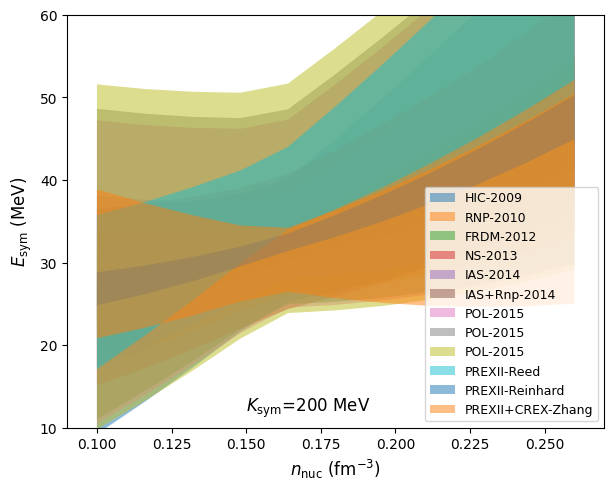 60
50
40
30
20
10
E_sym (MeV)
HIC-2009
RNP-2010
FRDM-2012
NS-2013
IAS-2014
IAS+Rnp-2014
POL-2015
POL-2015
POL-2015
PREXII-Reed
PREXII-Reinhard
PREXII+CREX-Zhang
K_sym=200 MeV
0.100 0.125 0.150 0.175 0.200 0.225 0.250
n_nuc (fm⁻³)